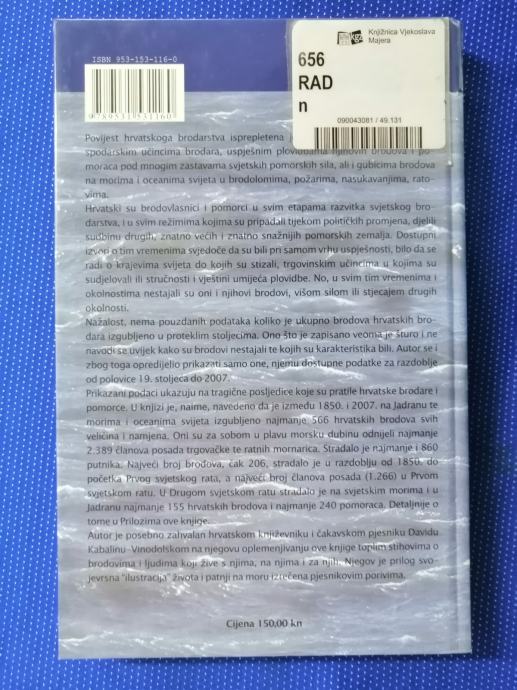 ISBN 953-153-116-0
9789531531160
Knjižnica Vjekoslava
Majera
656
RAD
n
090043081 / 49.131
Povijest hrvatskoga brodarstva isprepletena je
spodarskim učincima brodara, uspješnim plovidbama njihovih brodova i po-
moraca pod mnogim zastavama svjetskih pomorskih sila, ali i gubicima brodova
na morima i oceanima svijeta u brodolomima, požarima, nasukavanjima, rato-
vima.
Hrvatski su brodovlasnici i pomorci u svim etapama razvitka svjetskog bro-
darstva, i u svim režimima kojima su pripadali tijekom političkih promjena, djelili
sudbinu drugih, znatno većih i znatno snažnijih pomorskih zemalja. Dostupni
izvori o tim vremenima svjedoče da su bili pri samom vrhu uspješnosti, bilo da se
radi o krajevima svijeta do kojih su stizali, trgovinskim učincima u kojima su
sudjelovali ili stručnosti i vještini umijeća plovidbe. No, u svim tim vremenima i
okolnostima nestajali su oni i njihovi brodovi, višom silom ili stjecajem drugih
okolnosti.
Nažalost, nema pouzdanih podataka koliko je ukupno brodova hrvatskih bro-
dara izgubljeno u proteklim stoljećima. Ono što je zapisano veoma je šturo i ne
navodi se uvijek kako su brodovi nestajali te kojih su karakteristika bili. Autor se i
zbog toga opredijelio prikazati samo one, njemu dostupne podatke za razdoblje
od polovice 19. stoljeća do 2007.
Prikazani podaci ukazuju na tragične posljedice koje su pratile hrvatske brodare i
pomorce. U knjizi je, naime, navedeno da je između 1850. i 2007. na Jadranu te
morima i oceanima svijeta izgubljeno najmanje 566 hrvatskih brodova svih
veličina i namjena. Oni su za sobom u plavu morsku dubinu odnijeli najmanje
2.389 članova posada trgovačke te ratnih mornarica. Stradalo je najmanje i 860
putnika. Najveći broj brodova, čak 206, stradalo je u razdoblju od 1850. do
početka Prvog svjetskog rata, a najveći broj članova posada (1.266) u Prvom
svjetskom ratu. U Drugom svjetskom ratu stradalo je na svjetskim morima i u
Jadranu najmanje 155 hrvatskih brodova i najmanje 240 pomoraca. Detaljnije o
tome u Prilozima ove knjige.
Autor je posebno zahvalan hrvatskom književniku i čakavskom pjesniku Davidu
Kabalinu -Vinodolskom na njegovu oplemenjivanju ove knjige toplim stihovima o
brodovima i ljudima koji žive s njima, na njima i za njih. Njegov je prilog svo-
jevrsna "ilustracija" života i patnji na moru iztečena pjesnikovim porivima.
Cijena 150,00 kn